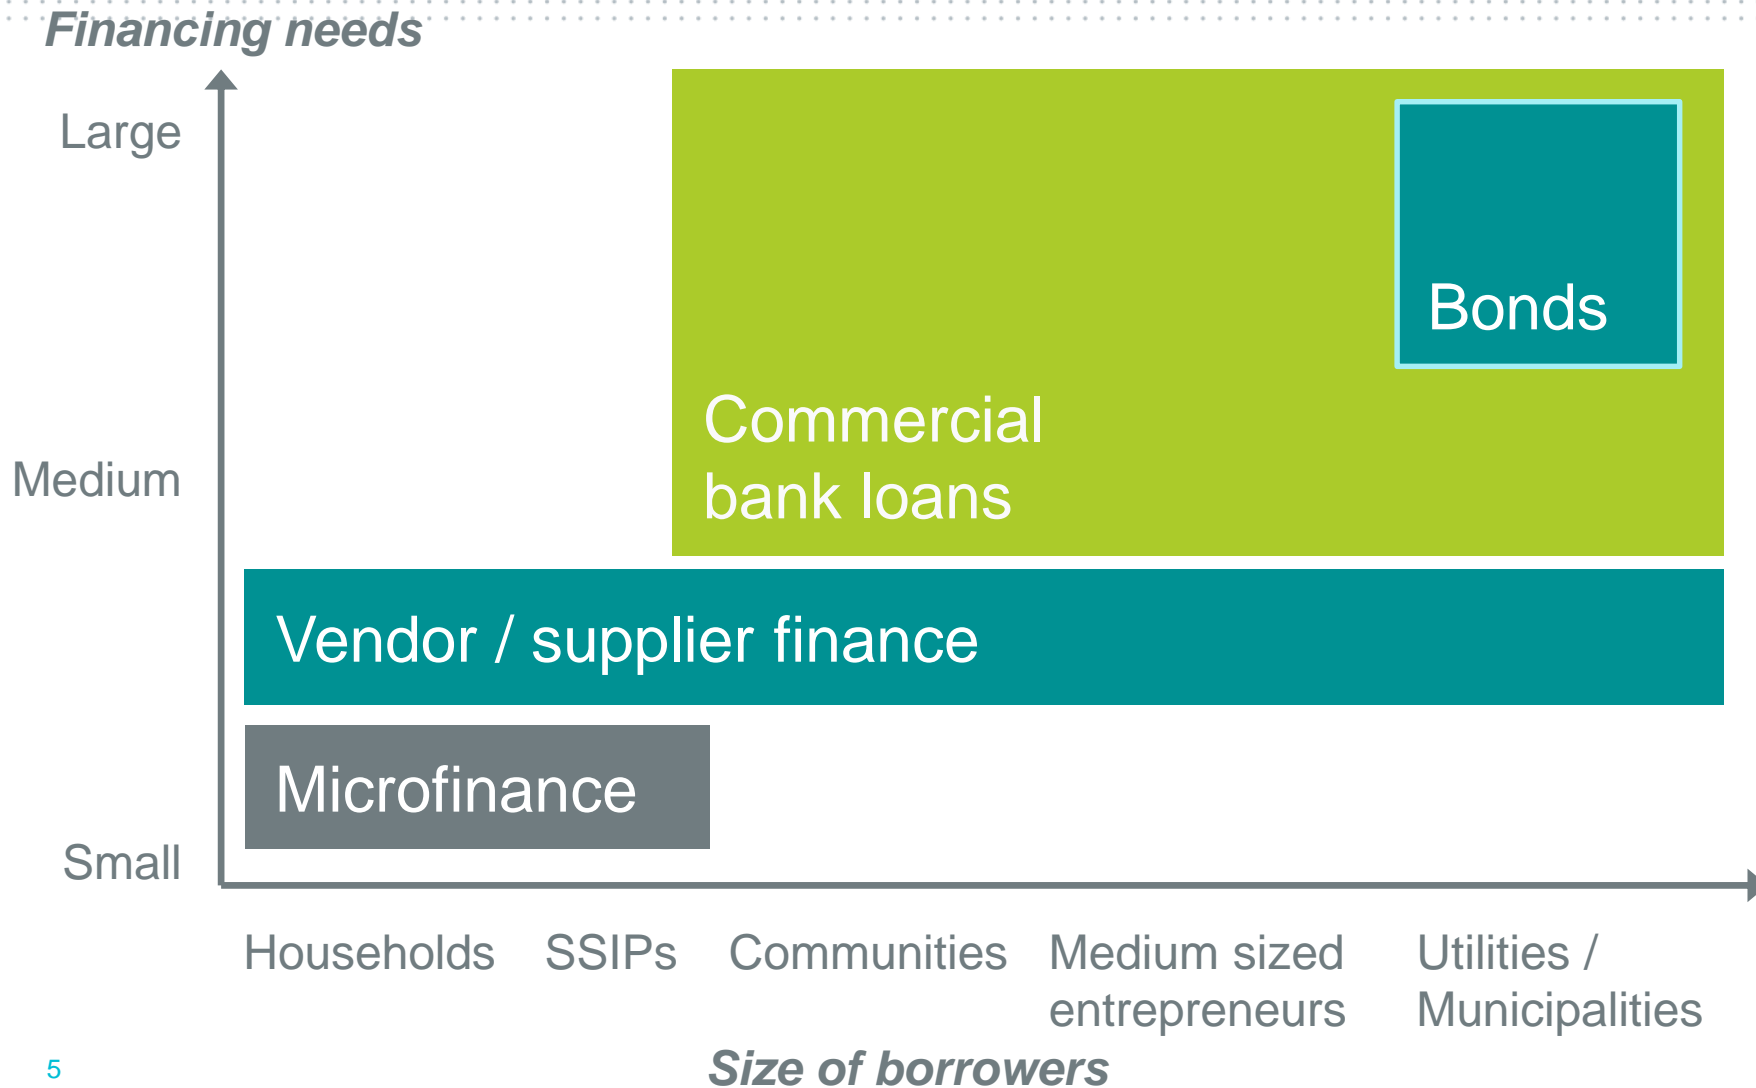 Financing needs
Large
Bonds
Commercial
bank loans
Medium
Vendor / supplier finance
Microfinance
Small
Households
SSIPs
Communities
Medium sized
entrepreneurs
Utilities /
Municipalities
Size of borrowers
5